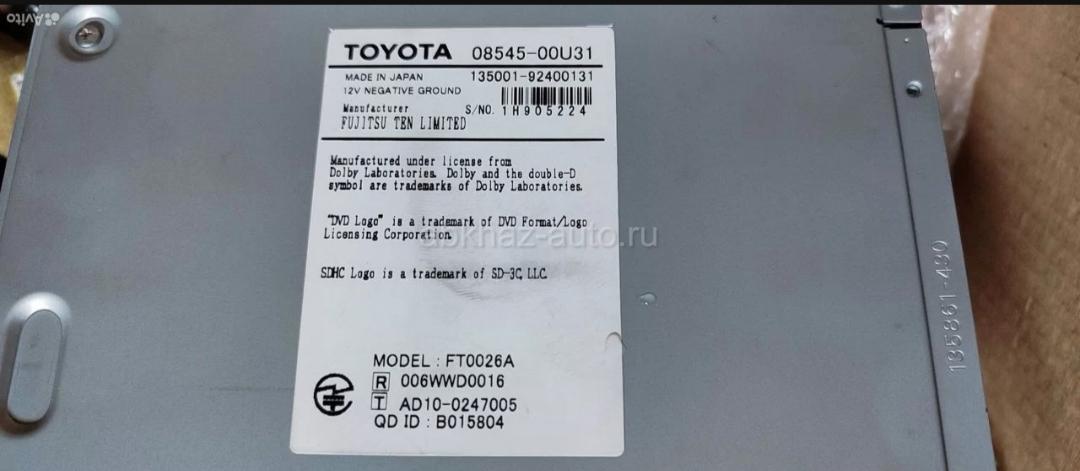 Avito
TOYOTA 08545-00U31
MADE IN JAPAN 135001-92400131
12V NEGATIVE GROUND
Manufacturer S/NO. 1H905224
FUJITSU TEN LIMITED
Manufactured under license from
Dolby Laboratories. Dolby and the double-D
symbol are trademarks of Dolby Laboratories.
"DVD Logo" is a trademark of DVD Format/Logo
Licensing Corporation.
abkhaz-auto.ru
SDHC Logo is a trademark of SD-3C, LLC.
MODEL : FT0026A
R 006WWD0016
T AD10-0247005
QD ID : B015804
135861-430